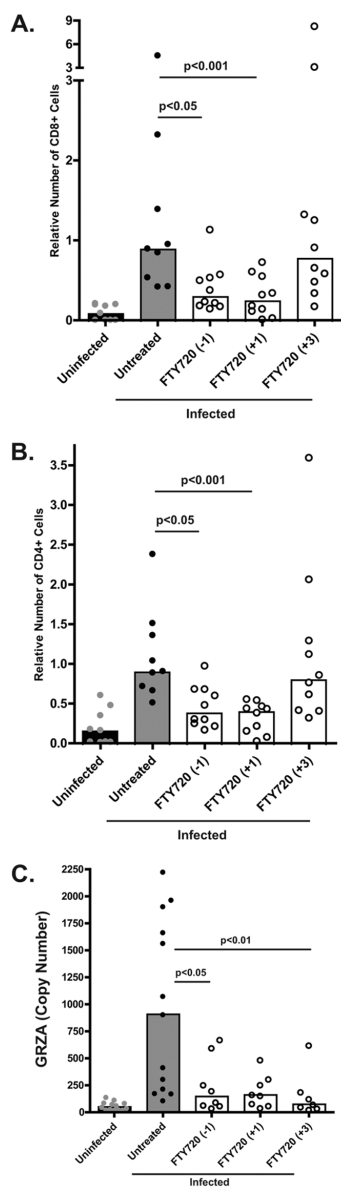 A.
Relative Number of CD8+ Cells
9
6
3
3
2
1
0
p<0.001
p<0.05
Uninfected
Untreated
FTY720 (-1)
FTY720 (+1)
FTY720 (+3)
Infected
B.
Relative Number of CD4+ Cells
3.5
3.0
2.5
2.0
1.5
1.0
0.5
0.0
p<0.001
p<0.05
Uninfected
Untreated
FTY720 (-1)
FTY720 (+1)
FTY720 (+3)
Infected
C.
GRZA (Copy Number)
2250
2000
1750
1500
1250
1000
750
500
250
0
p<0.01
p<0.05
Uninfected
Untreated
FTY720 (-1)
FTY720 (+1)
FTY720 (+3)
Infected